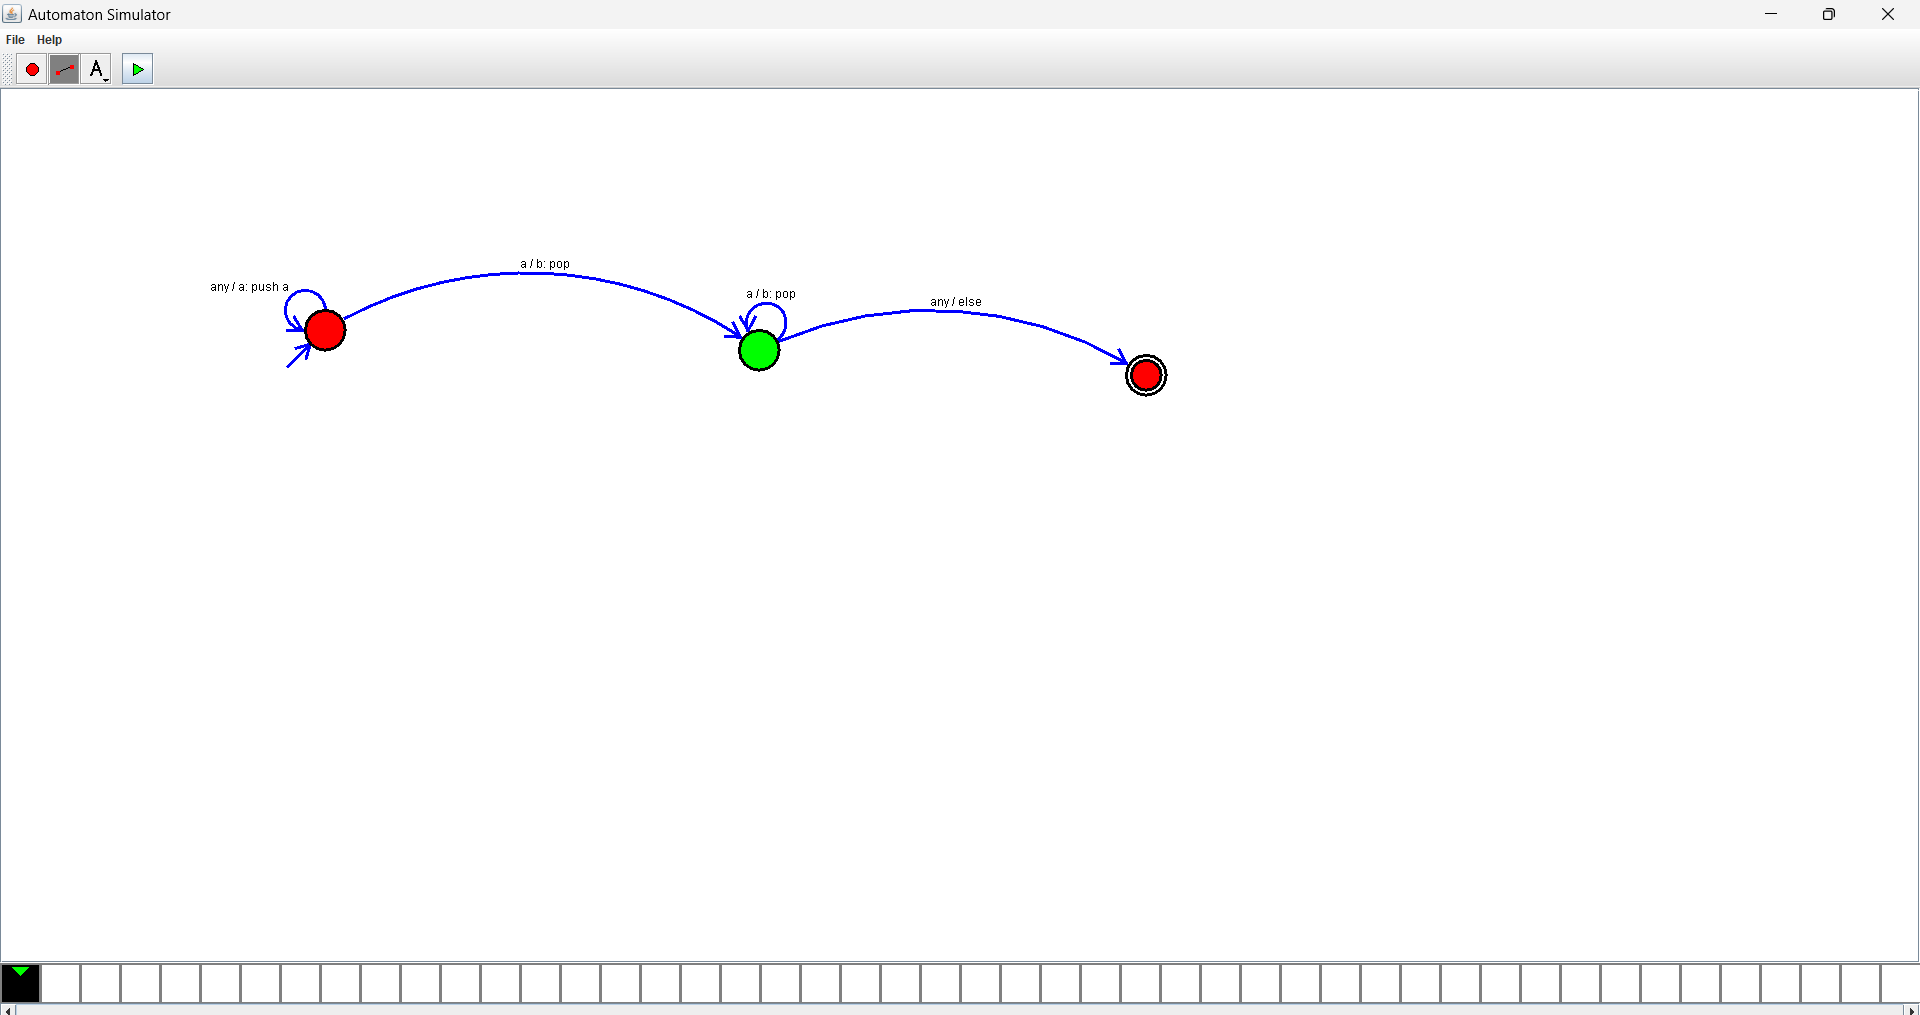 Automaton Simulator
File Help
A
a / b: pop
any / a: push a
a / b: pop
any / else